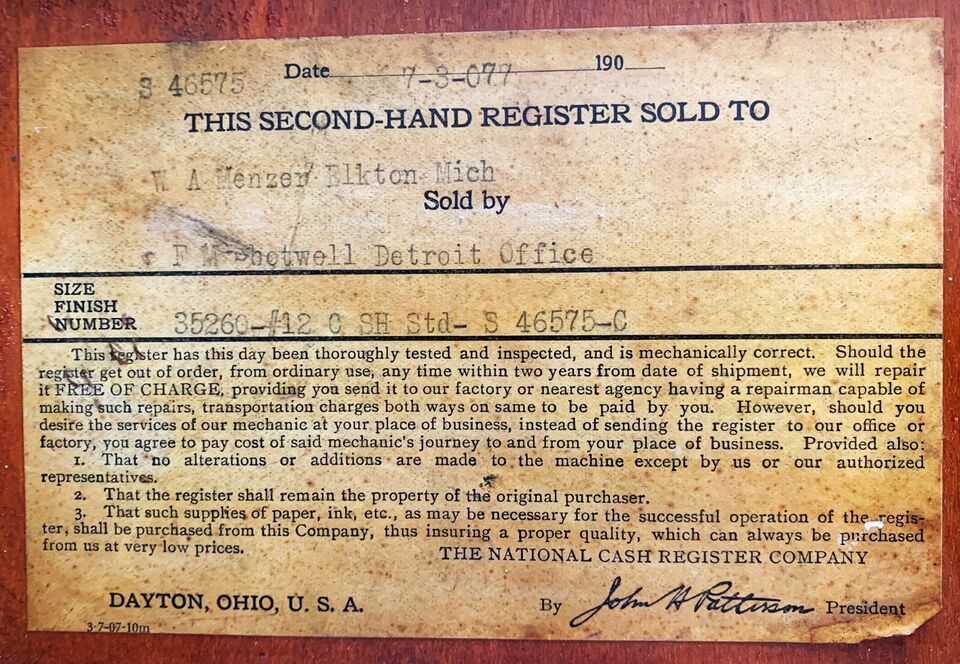 S 46575 Date 7-3-077 190
THIS SECOND-HAND REGISTER SOLD TO
A Menzer Elkton Mich
Sold by
F M Shotwell Detroit Office
SIZE
FINISH
NUMBER 35260-#12 C SH Std- S 46575-C
This register has this day been thoroughly tested and inspected, and is mechanically correct. Should the
register get out of order, from ordinary use, any time within two years from date of shipment, we will repair
it FREE OF CHARGE, providing you send it to our factory or nearest agency having a repairman capable of
making such repairs, transportation charges both ways on same to be paid by you. However, should you
desire the services of our mechanic at your place of business, instead of sending the register to our office or
factory, you agree to pay cost of said mechanic's journey to and from your place of business. Provided also:
1. That no alterations or additions are made to the machine except by us or our authorized
representatives.
2. That the register shall remain the property of the original purchaser.
3. That such supplies of paper, ink, etc., as may be necessary for the successful operation of the regis-
ter, shall be purchased from this Company, thus insuring a proper quality, which can always be purchased
from us at very low prices.
THE NATIONAL CASH REGISTER COMPANY
DAYTON, OHIO, U. S. A. By John H Patterson President
3-7-07-10m